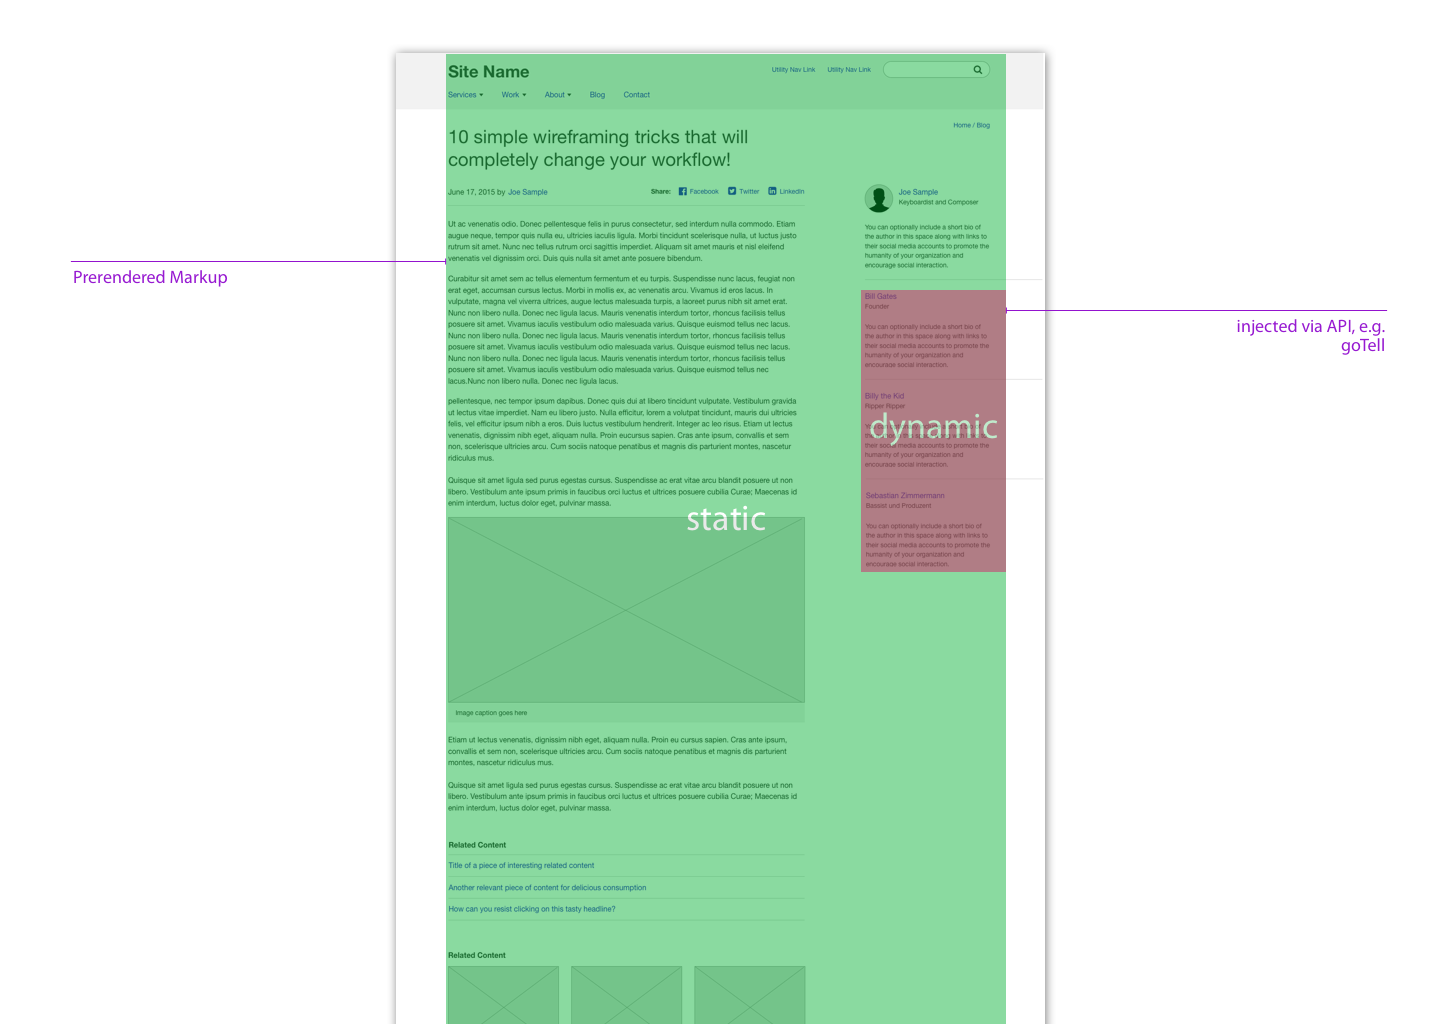 Site Name
Utility Nav Link Utility Nav Link
Services Work About Blog Contact
Home / Blog
10 simple wireframing tricks that will
completely change your workflow!
June 17, 2015 by Joe Sample
Share: Facebook Twitter LinkedIn
Ut ac venenatis odio. Donec pellentesque felis in purus consectetur, sed interdum nulla commodo. Etiam
augue neque, tempor quis nulla eu, ultricies iaculis ligula. Morbi tincidunt scelerisque nulla, ut luctus justo
rutrum sit amet. Nunc nec tellus rutrum orci sagittis imperdiet. Aliquam sit amet mauris et nisl eleifend
venenatis vel dignissim orci. Duis quis nulla sit amet ante posuere bibendum.
Prerendered Markup
Curabitur sit amet sem ac tellus elementum fermentum et eu turpis. Suspendisse nunc lacus, feugiat non
erat eget, accumsan cursus lectus. Morbi in mollis ex, ac venenatis arcu. Vivamus id eros lacus. In
vulputate, magna vel viverra ultrices, augue lectus malesuada turpis, a laoreet purus nibh sit amet erat.
Nunc non libero nulla. Donec nec ligula lacus. Mauris venenatis interdum tortor, rhoncus facilisis tellus
posuere sit amet. Vivamus iaculis vestibulum odio malesuada varius. Quisque euismod tellus nec lacus.
Nunc non libero nulla. Donec nec ligula lacus. Mauris venenatis interdum tortor, rhoncus facilisis tellus
posuere sit amet. Vivamus iaculis vestibulum odio malesuada varius. Quisque euismod tellus nec lacus.
Nunc non libero nulla. Donec nec ligula lacus. Mauris venenatis interdum tortor, rhoncus facilisis tellus
posuere sit amet. Vivamus iaculis vestibulum odio malesuada varius. Quisque euismod tellus nec
lacus.Nunc non libero nulla. Donec nec ligula lacus.
pellentesque, nec tempor ipsum dapibus. Donec quis dui at libero tincidunt vulputate. Vestibulum gravida
ut lectus vitae imperdiet. Nam eu libero justo. Nulla efficitur, lorem a volutpat tincidunt, mauris dui ultricies
felis, vel efficitur ipsum nibh a eros. Duis luctus vestibulum hendrerit. Integer ac leo risus. Etiam ut lectus
venenatis, dignissim nibh eget, aliquam nulla. Proin eucursus sapien. Cras ante ipsum, convallis et sem
non, scelerisque ultricies arcu. Cum sociis natoque penatibus et magnis dis parturient montes, nascetur
ridiculus mus.
Quisque sit amet ligula sed purus egestas cursus. Suspendisse ac erat vitae arcu blandit posuere ut non
libero. Vestibulum ante ipsum primis in faucibus orci luctus et ultrices posuere cubilia Curae; Maecenas id
enim interdum, luctus dolor eget, pulvinar massa.
static
Image caption goes here
Etiam ut lectus venenatis, dignissim nibh eget, aliquam nulla. Proin eu cursus sapien. Cras ante ipsum,
convallis et sem non, scelerisque ultricies arcu. Cum sociis natoque penatibus et magnis dis parturient
montes, nascetur ridiculus mus.
Quisque sit amet ligula sed purus egestas cursus. Suspendisse ac erat vitae arcu blandit posuere ut non
libero. Vestibulum ante ipsum primis in faucibus orci luctus et ultrices posuere cubilia Curae; Maecenas id
enim interdum, luctus dolor eget, pulvinar massa.
Related Content
Title of a piece of interesting related content
Another relevant piece of content for delicious consumption
How can you resist clicking on this tasty headline?
Related Content
Joe Sample
Keyboardist and Composer
You can optionally include a short bio of
the author in this space along with links to
their social media accounts to promote the
humanity of your organization and
encourage social interaction.
Bill Gates
Founder
You can optionally include a short bio of
the author in this space along with links to
their social media accounts to promote the
humanity of your organization and
encourage social interaction.
injected via API, e.g.
goTell
Billy the Kid
Ripper Ripper
dynamic
their social media accounts to promote the
humanity of your organization and
encourage social interaction.
Sebastian Zimmermann
Bassist und Produzent
You can optionally include a short bio of
the author in this space along with links to
their social media accounts to promote the
humanity of your organization and
encourage social interaction.